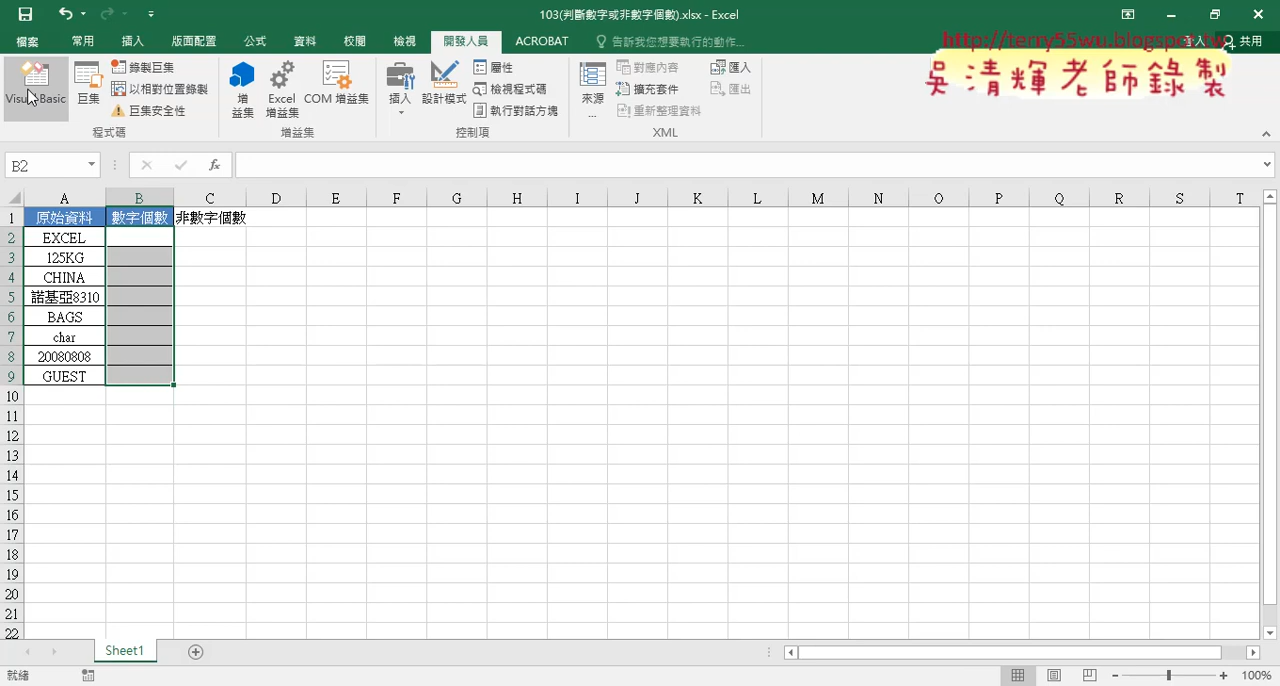 103(判斷數字或非數字個數).xlsx - Excel
檔案 常用 插入 版面配置 公式 資料 校閱 檢視 開發人員 ACROBAT 告訴我您想要執行的動作... 登入 共用
http://terry55wu.blogspot.tw
吳清輝老師錄製
Visual Basic 巨集 錄製巨集 以相對位置錄製 巨集安全性
增益集 Excel 增益集 COM 增益集
插入 設計模式 屬性 檢視程式碼 執行對話方塊
來源... 對應內容 擴充套件 重新整理資料 匯入 匯出
程式碼 增益集 控制項 XML
B2 fx
A B C D E F G H I J K L M N O P Q R S T
1 原始資料 數字個數 非數字個數
2 EXCEL
3 125KG
4 CHINA
5 諾基亞8310
6 BAGS
7 char
8 20080808
9 GUEST
10
11
12
13
14
15
16
17
18
19
20
21
22
Sheet1
就緒 100%